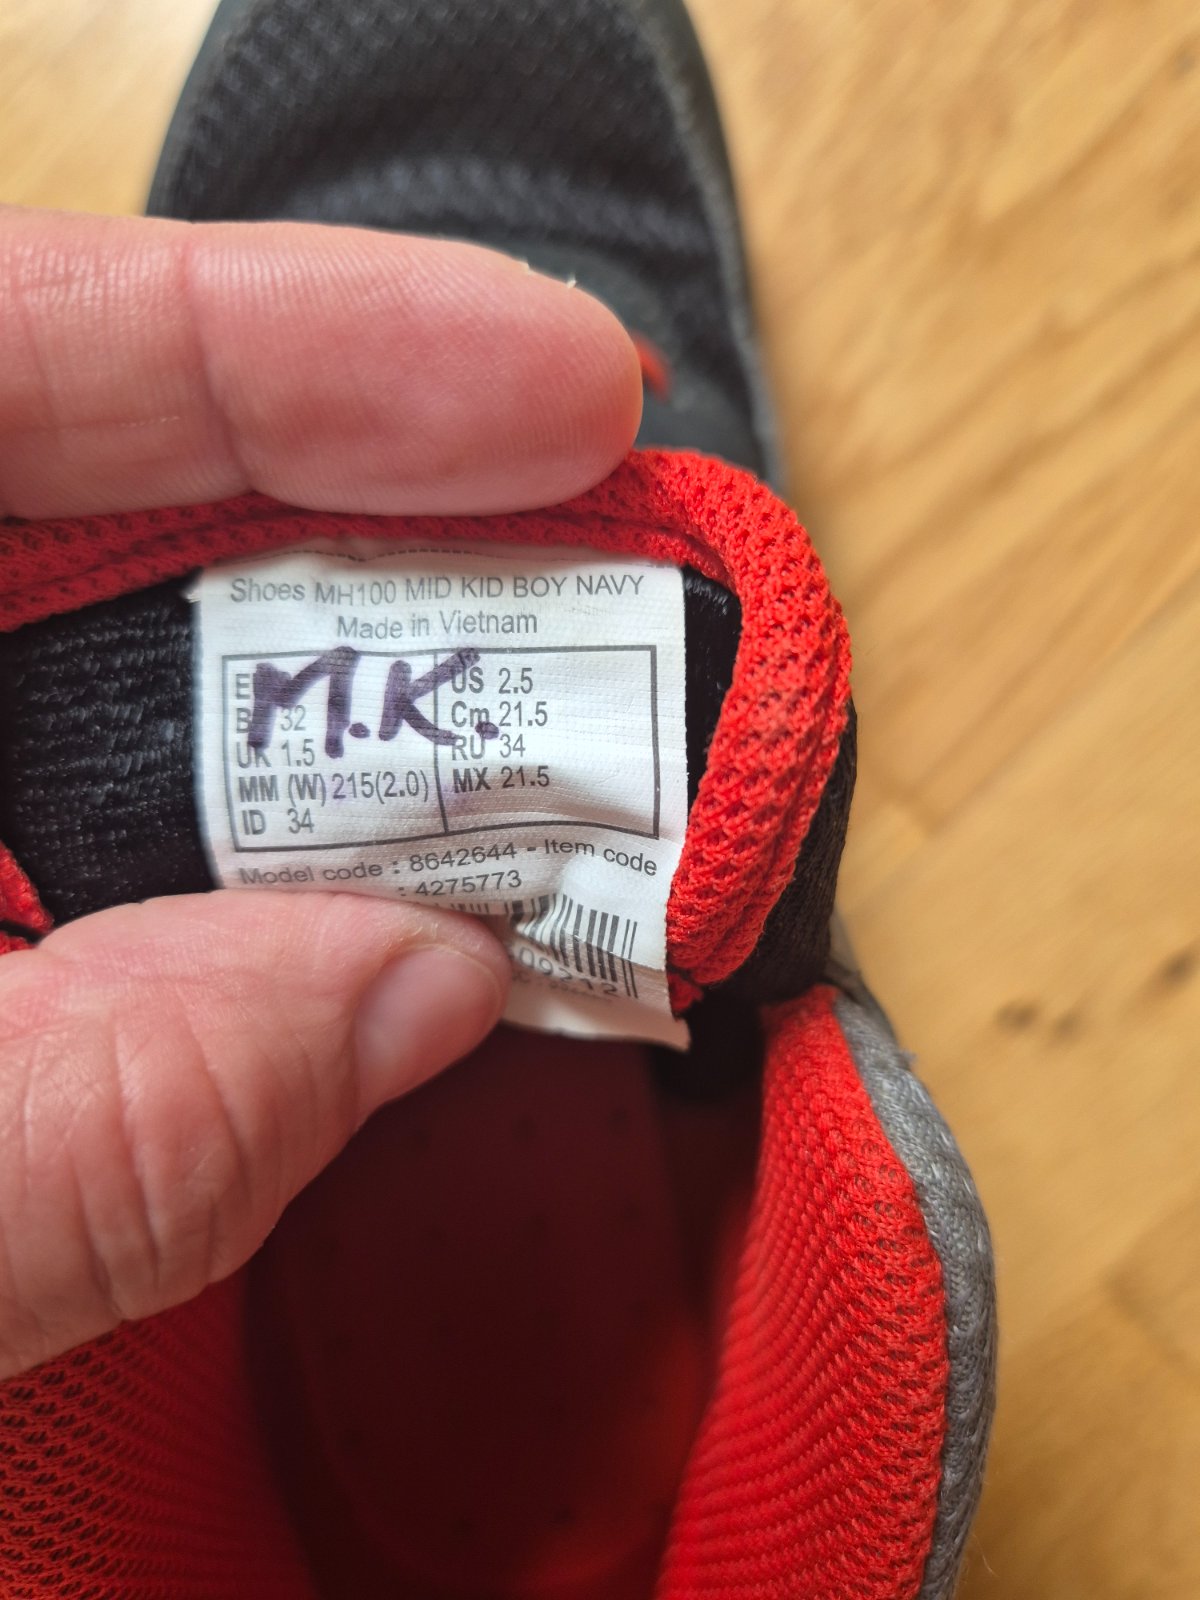 Shoes MH100 MID KID BOY NAVY
Made in Vietnam
M.K.
US 2.5
32
Cm 21.5
UK 1.5
RU 34
MM (W) 215(2.0)
MX 21.5
ID 34
Model code : 8642644 - Item code
: 4275773